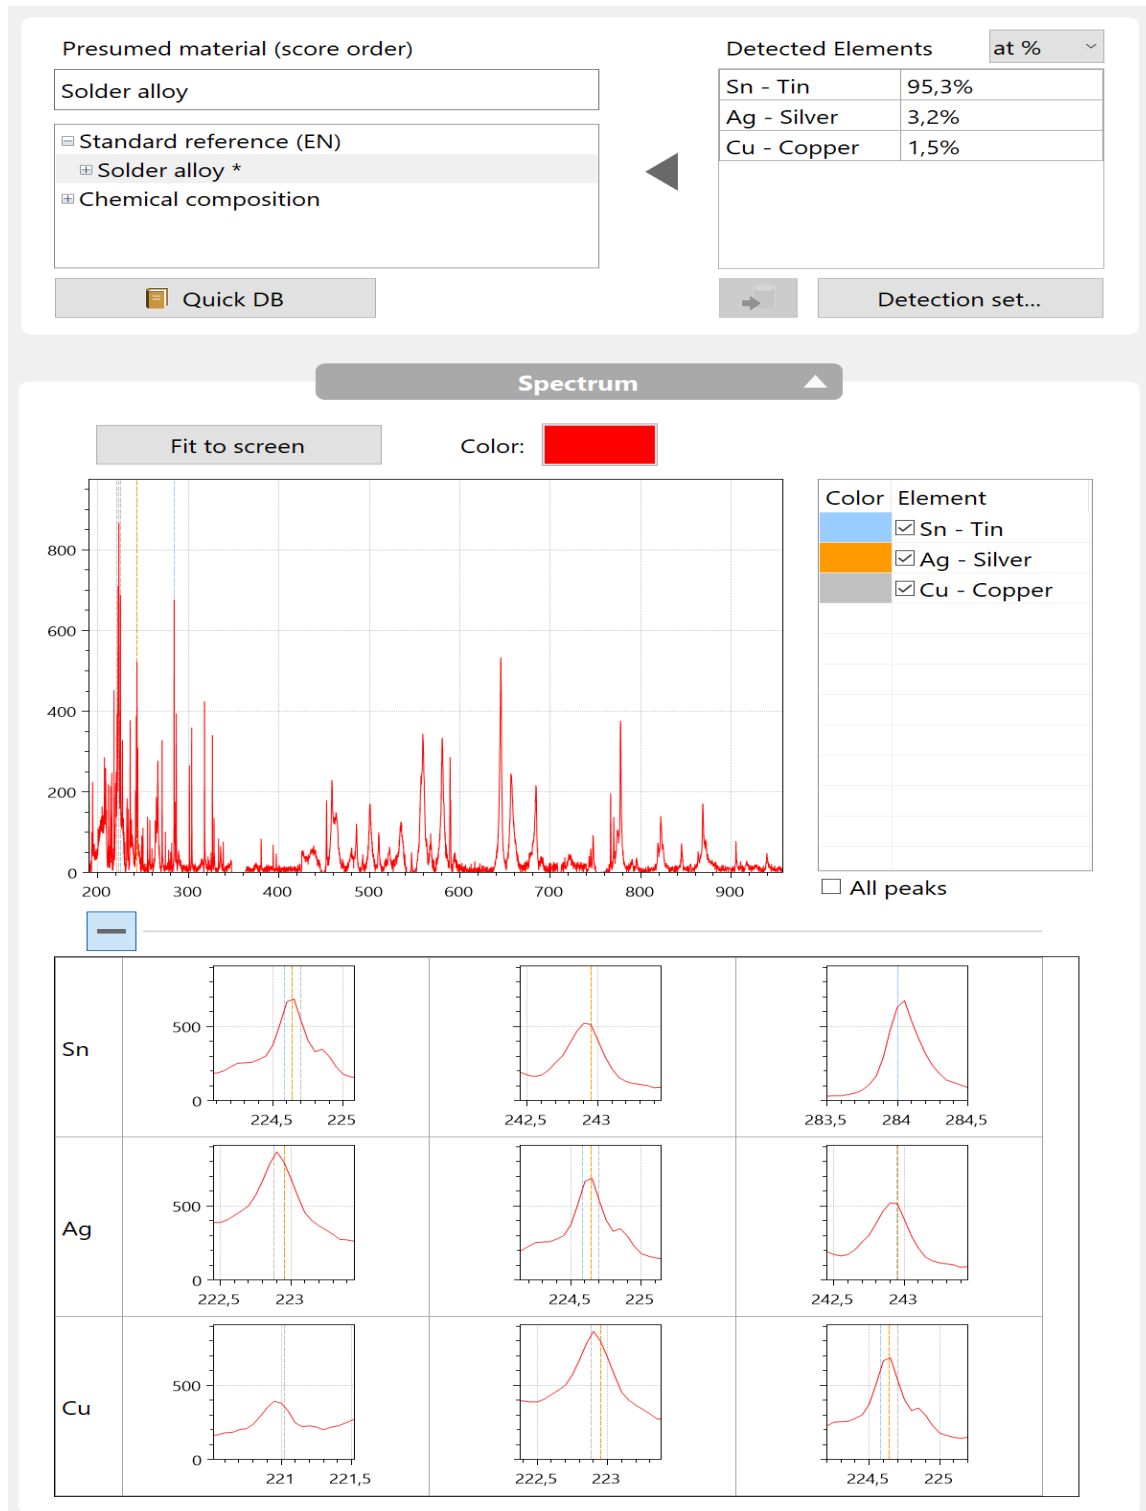 Presumed material (score order)
Detected Elements
at %
Solder alloy
Sn - Tin 95,3%
Ag - Silver 3,2%
Cu - Copper 1,5%
Standard reference (EN)
Solder alloy *
Chemical composition
Quick DB
Detection set...
Spectrum
Fit to screen
Color:
Color Element
Sn - Tin
Ag - Silver
Cu - Copper
800
600
400
200
0
200 300 400 500 600 700 800 900
All peaks
Sn
500
0
224,5 225
242,5 243
283,5 284 284,5
Ag
500
0
222,5 223
224,5 225
242,5 243
Cu
500
0
221 221,5
222,5 223
224,5 225